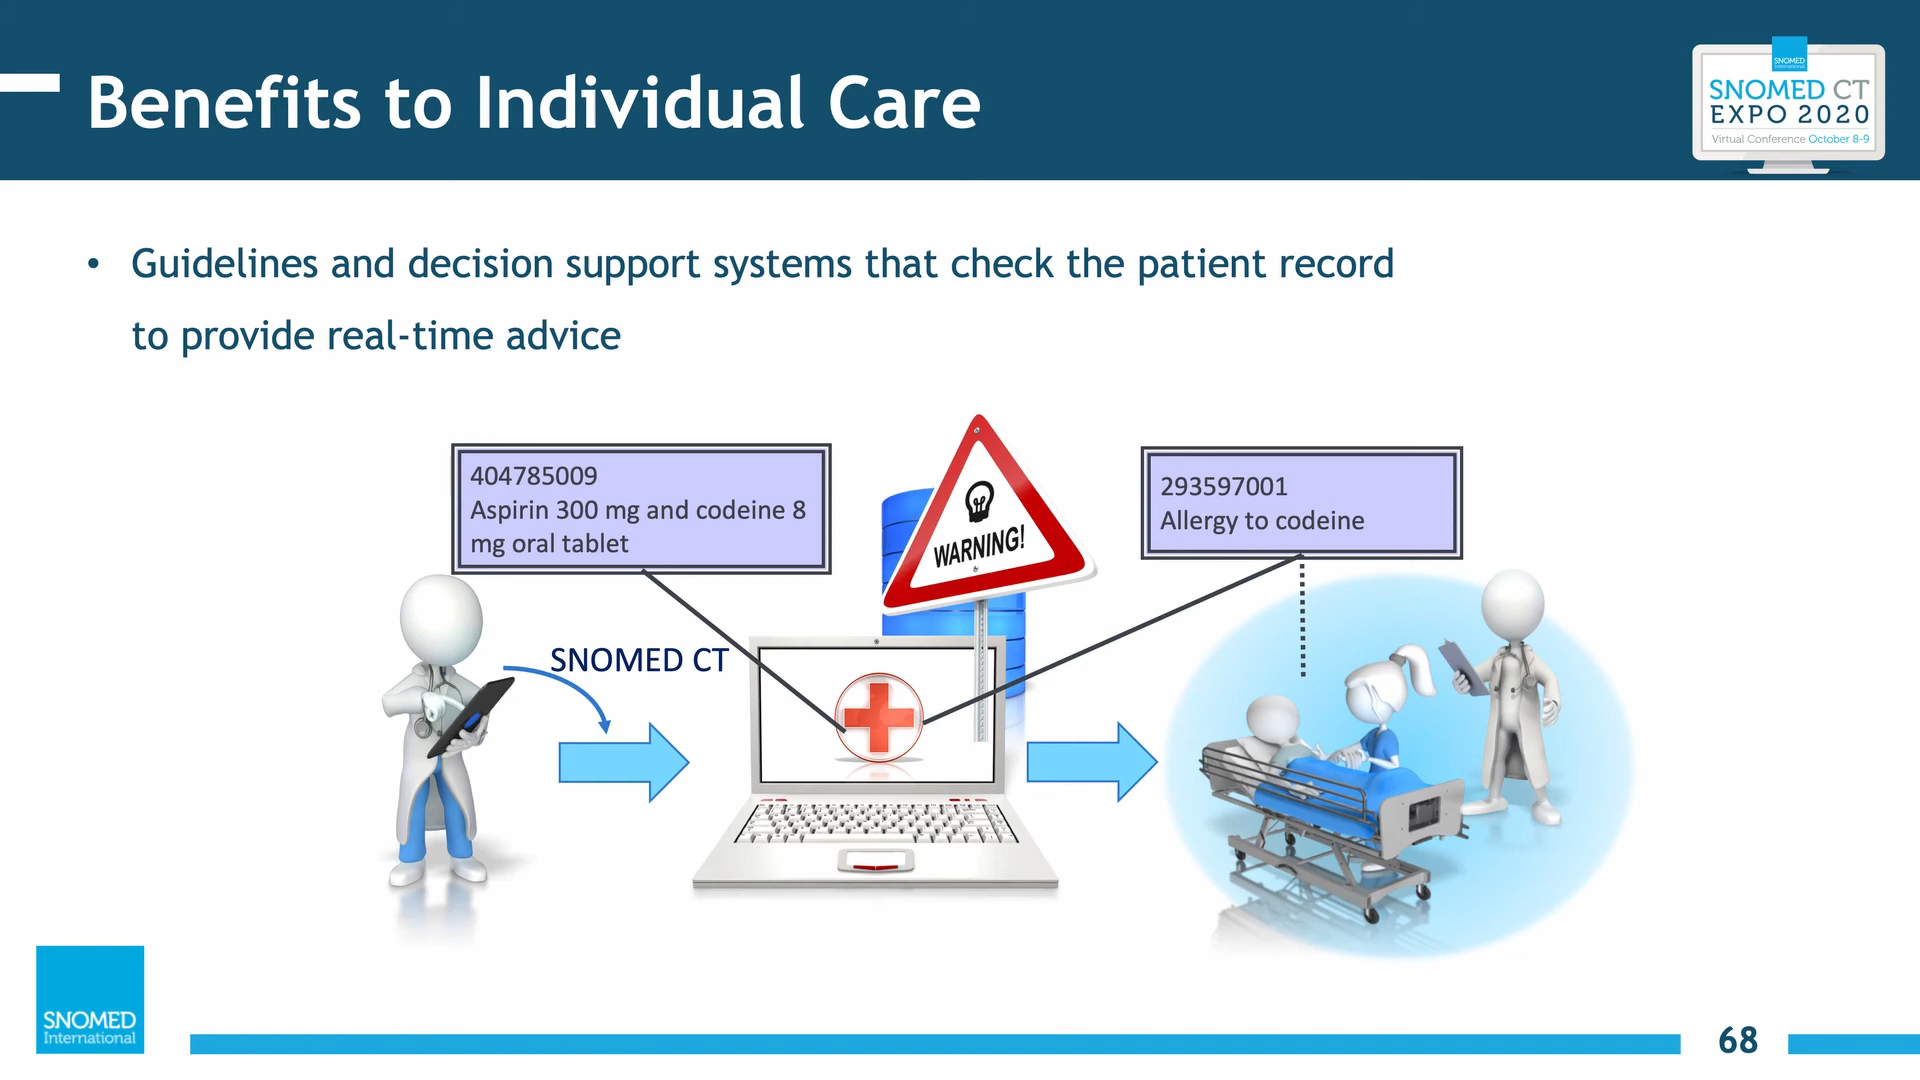 Benefits to Individual Care
SNOMED
International
SNOMED CT
EXPO 2020
Virtual Conference October 8-9
• Guidelines and decision support systems that check the patient record
to provide real-time advice
404785009
Aspirin 300 mg and codeine 8
mg oral tablet
WARNING!
293597001
Allergy to codeine
SNOMED CT
SNOMED
International
68